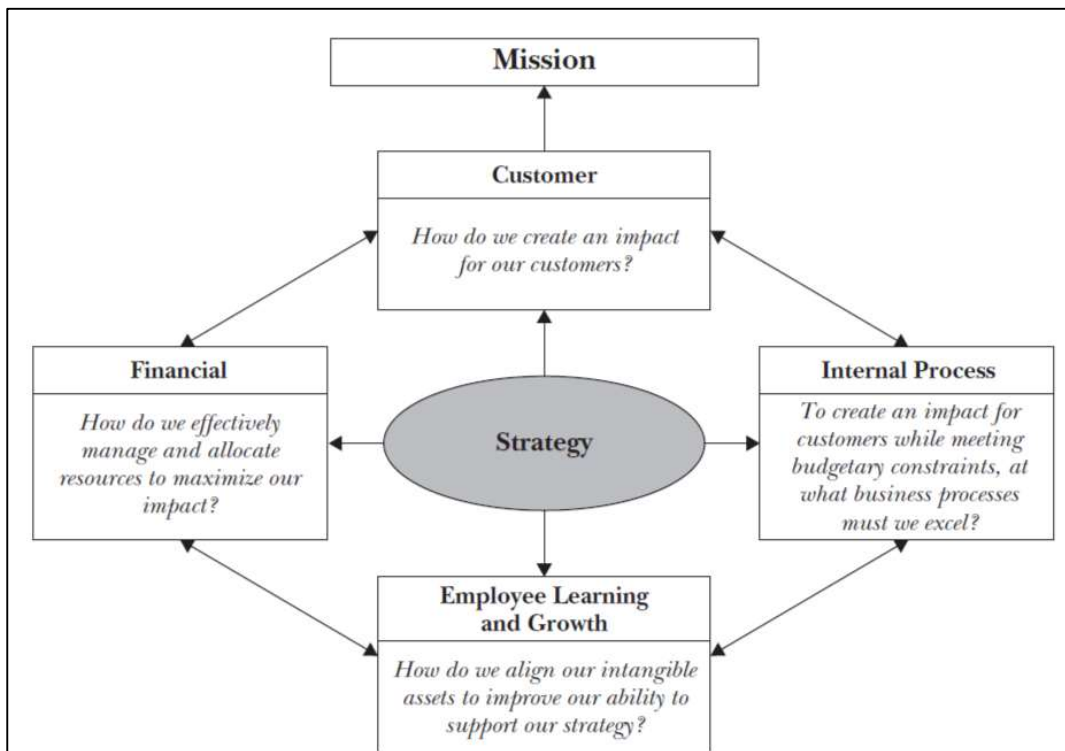 Mission
Customer
How do we create an impact
for our customers?
Financial
How do we effectively
manage and allocate
resources to maximize our
impact?
Strategy
Internal Process
To create an impact for
customers while meeting
budgetary constraints, at
what business processes
must we excel?
Employee Learning
and Growth
How do we align our intangible
assets to improve our ability to
support our strategy?